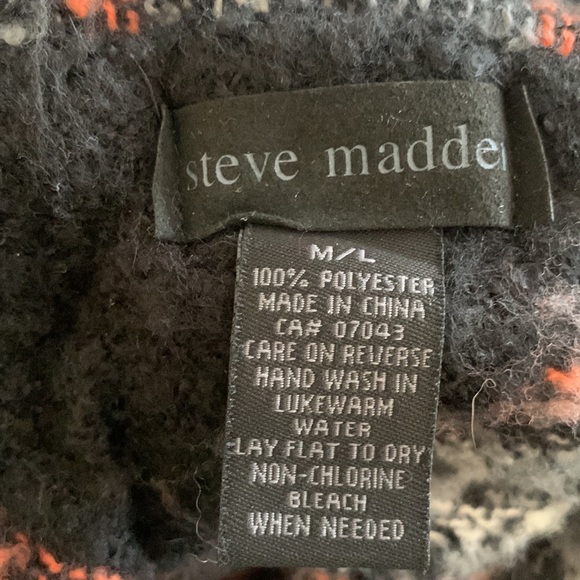 steve madden
M/L
100% POLYESTER
MADE IN CHINA
CA# 07043
CARE ON REVERSE
HAND WASH IN
LUKEWARM
WATER
LAY FLAT TO DRY
NON-CHLORINE
BLEACH
WHEN NEEDED